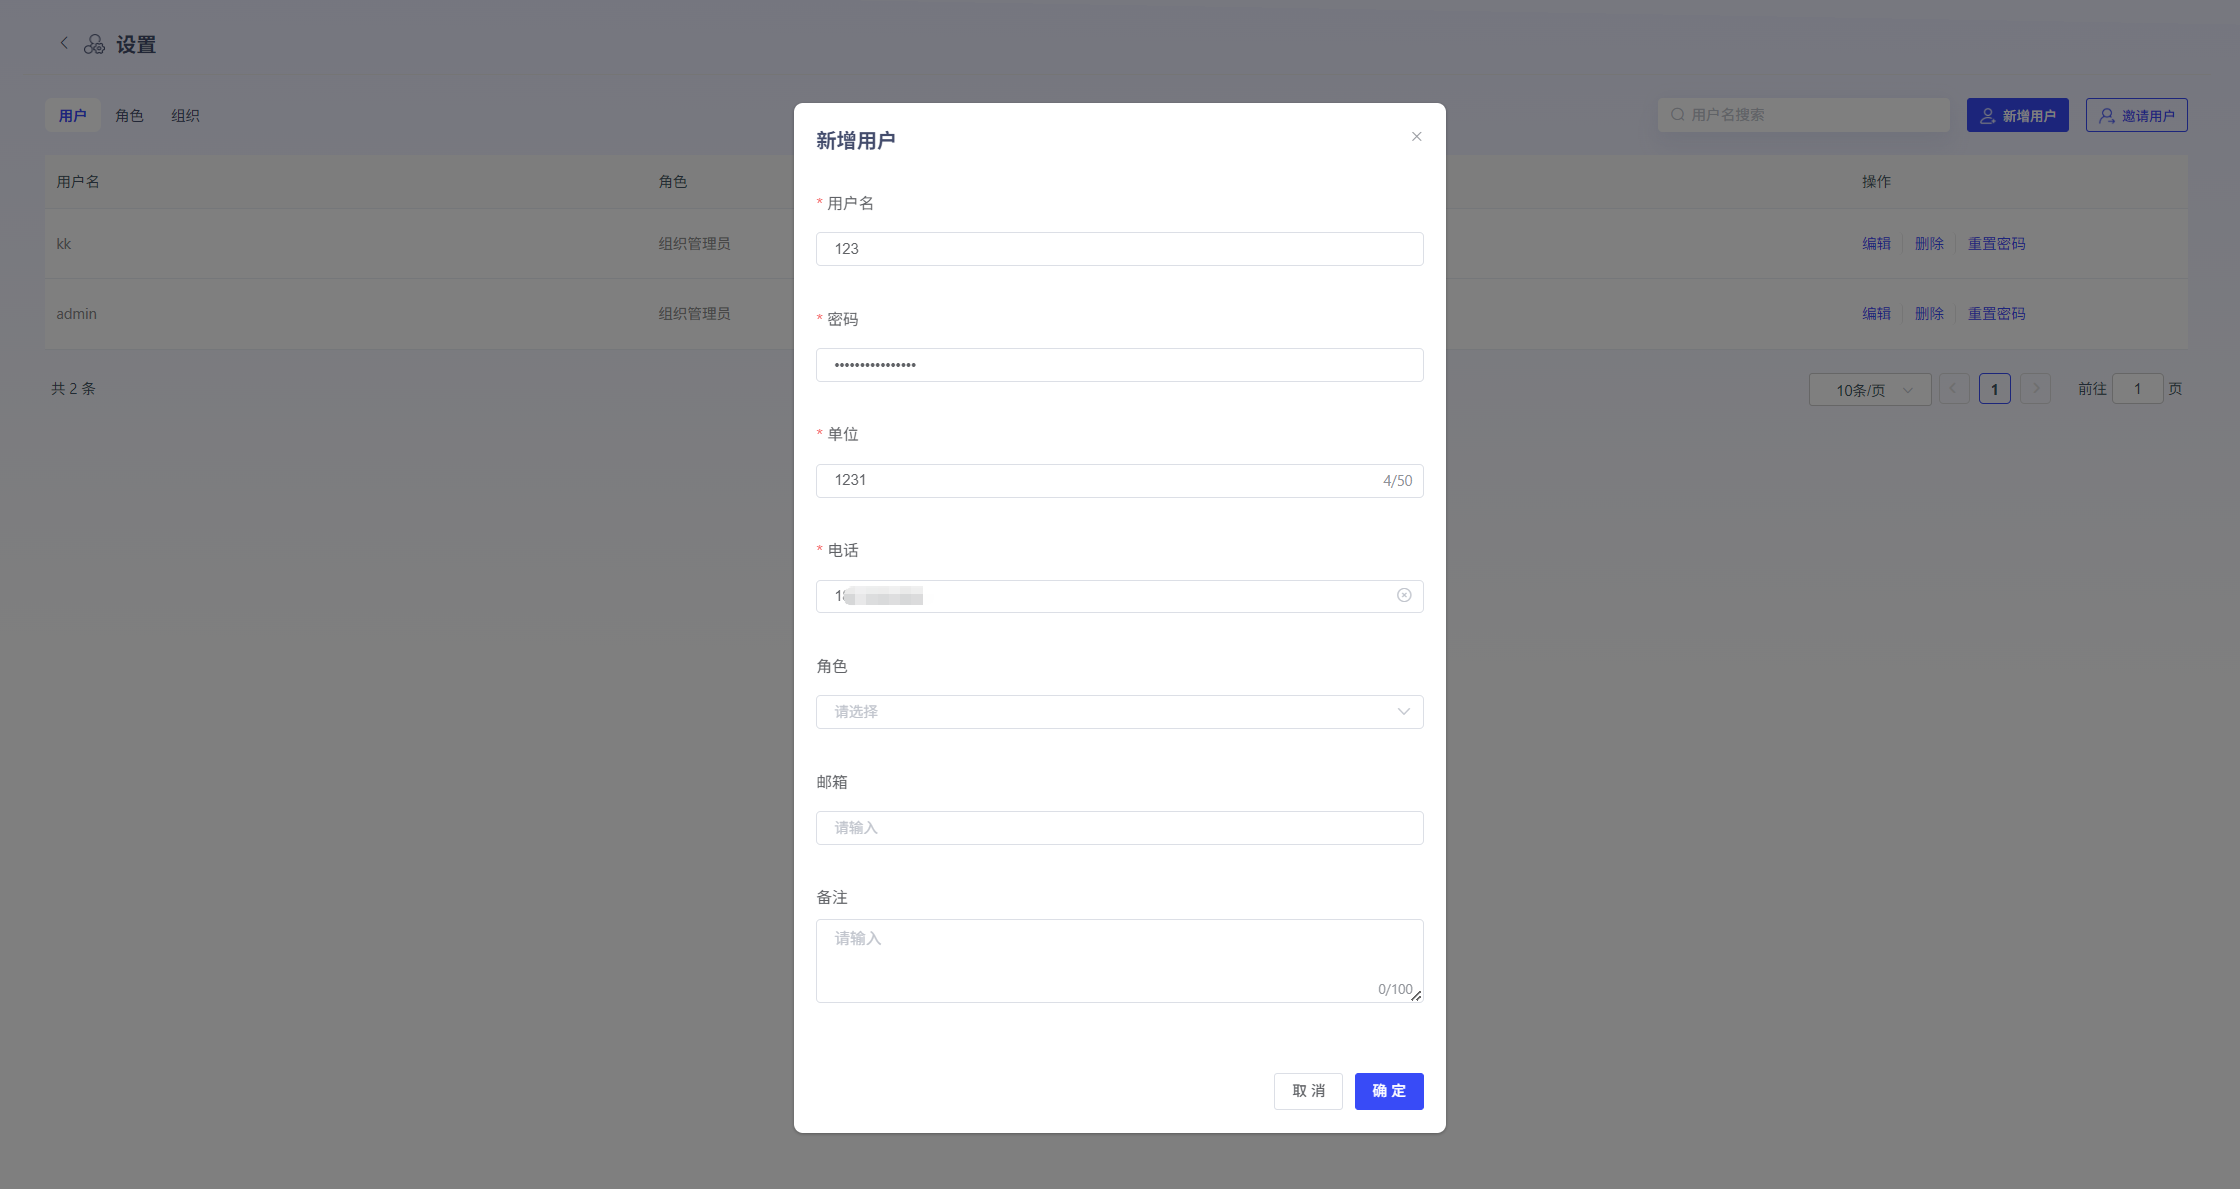 设置
用户 角色 组织
用户名搜索
新增用户
邀请用户
用户名 角色 操作
kk 组织管理员 编辑 删除 重置密码
admin 组织管理员 编辑 删除 重置密码
共 2 条
10条/页
1
前往 1 页
新增用户
* 用户名
123
* 密码
••••••••••••••••
* 单位
1231
4/50
* 电话
1
角色
请选择
邮箱
请输入
备注
请输入
0/100
取 消
确 定